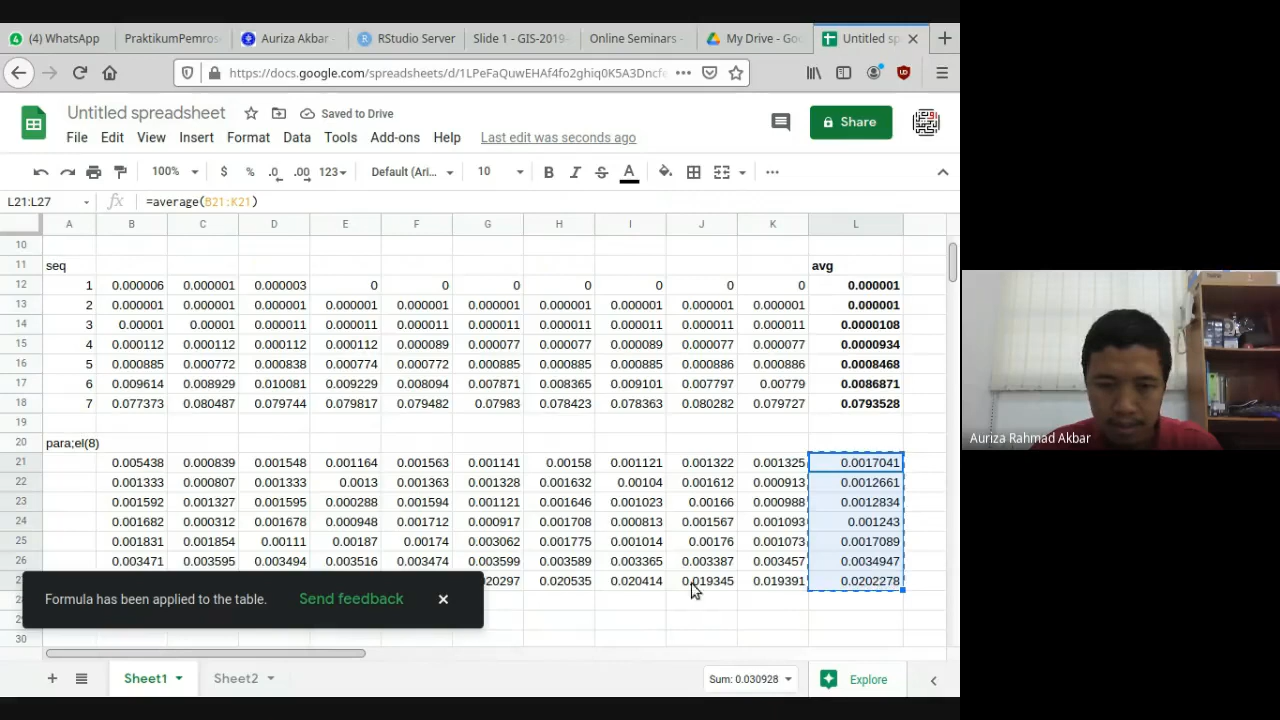 (4) WhatsApp PraktikumPemros Auriza Akbar - RStudio Server Slide 1 - GIS-2019- Online Seminars - My Drive - Goo Untitled sp
https://docs.google.com/spreadsheets/d/1LPeFaQuwEHAf4fo2ghiq0K5A3Dncfe
Untitled spreadsheet Saved to Drive
File Edit View Insert Format Data Tools Add-ons Help Last edit was seconds ago Share
100% $ % .0 .00 123 Default (Ari... 10 B I S A
L21:L27 fx =average(B21:K21)
A B C D E F G H I J K L
10
11 seq avg
12 1 0.000006 0.000001 0.000003 0 0 0 0 0 0 0 0.000001
13 2 0.000001 0.000001 0.000001 0.000001 0.000001 0.000001 0.000001 0.000001 0.000001 0.000001 0.000001
14 3 0.00001 0.00001 0.000011 0.000011 0.000011 0.000011 0.000011 0.000011 0.000011 0.000011 0.0000108
15 4 0.000112 0.000112 0.000112 0.000112 0.000089 0.000077 0.000077 0.000089 0.000077 0.000077 0.0000934
16 5 0.000885 0.000772 0.000838 0.000774 0.000772 0.000885 0.000885 0.000885 0.000886 0.000886 0.0008468
17 6 0.009614 0.008929 0.010081 0.009229 0.008094 0.007871 0.008365 0.009101 0.007797 0.00779 0.0086871
18 7 0.077373 0.080487 0.079744 0.079817 0.079482 0.07983 0.078423 0.078363 0.080282 0.079727 0.0793528
19
20 para;el(8)
21 0.005438 0.000839 0.001548 0.001164 0.001563 0.001141 0.00158 0.001121 0.001322 0.001325 0.0017041
22 0.001333 0.000807 0.001333 0.0013 0.001363 0.001328 0.001632 0.00104 0.001612 0.000913 0.0012661
23 0.001592 0.001327 0.001595 0.000288 0.001594 0.001121 0.001646 0.001023 0.00166 0.000988 0.0012834
24 0.001682 0.000312 0.001678 0.000948 0.001712 0.000917 0.001708 0.000813 0.001567 0.001093 0.001243
25 0.001831 0.001854 0.00111 0.00187 0.00174 0.003062 0.001775 0.001014 0.00176 0.001073 0.0017089
26 0.003471 0.003595 0.003494 0.003516 0.003474 0.003599 0.003589 0.003365 0.003387 0.003457 0.0034947
020297 0.020535 0.020414 0.019345 0.019391 0.0202278
Formula has been applied to the table. Send feedback
30
Sheet1 Sheet2 Sum: 0.030928 Explore
Auriza Rahmad Akbar